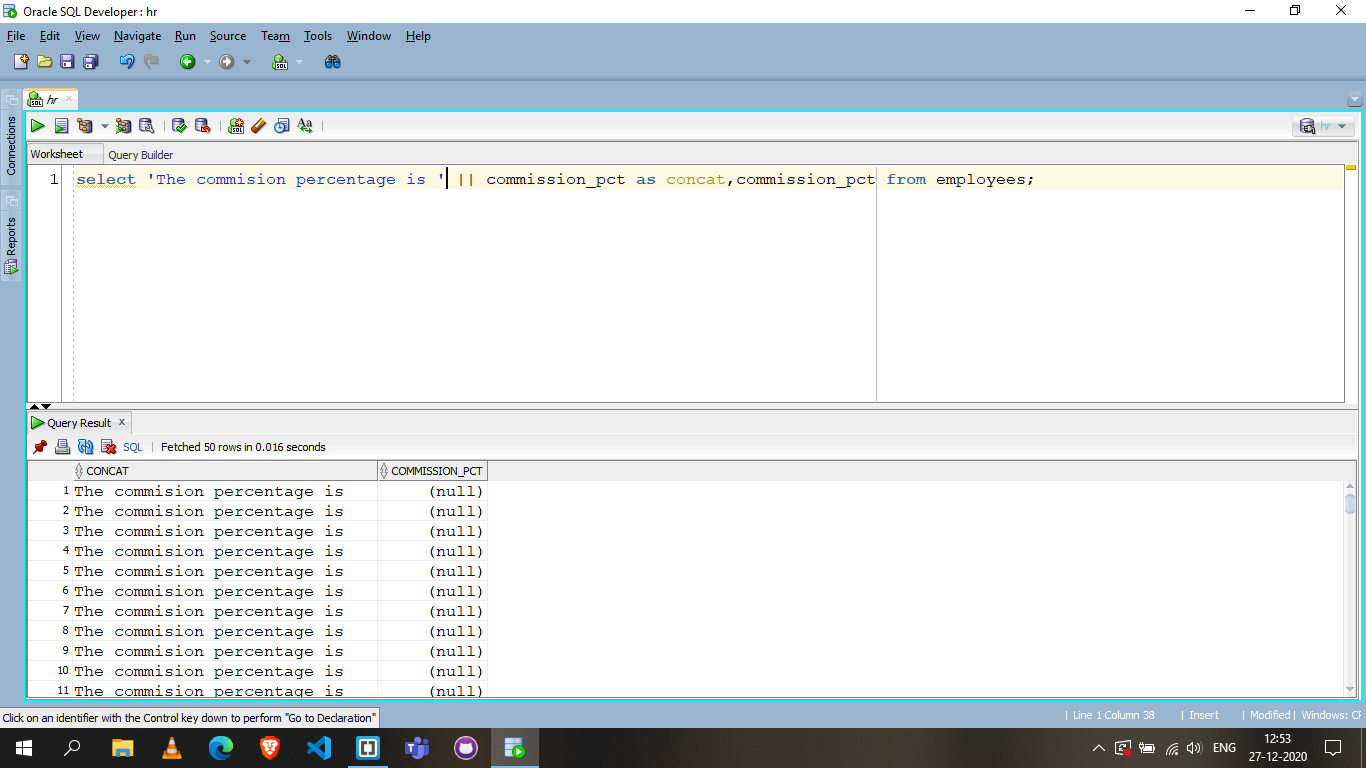 Oracle SQL Developer : hr
File Edit View Navigate Run Source Team Tools Window Help
hr
Connections
Reports
hr
Worksheet Query Builder
1 select 'The commision percentage is ' || commission_pct as concat,commission_pct from employees;
Query Result x
SQL | Fetched 50 rows in 0.016 seconds
CONCAT COMMISSION_PCT
1 The commision percentage is (null)
2 The commision percentage is (null)
3 The commision percentage is (null)
4 The commision percentage is (null)
5 The commision percentage is (null)
6 The commision percentage is (null)
7 The commision percentage is (null)
8 The commision percentage is (null)
9 The commision percentage is (null)
10 The commision percentage is (null)
11 The commision percentage is (null)
Click on an identifier with the Control key down to perform "Go to Declaration"
| Line 1 Column 38 | Insert | Modified | Windows: CF
ENG
12:53
27-12-2020